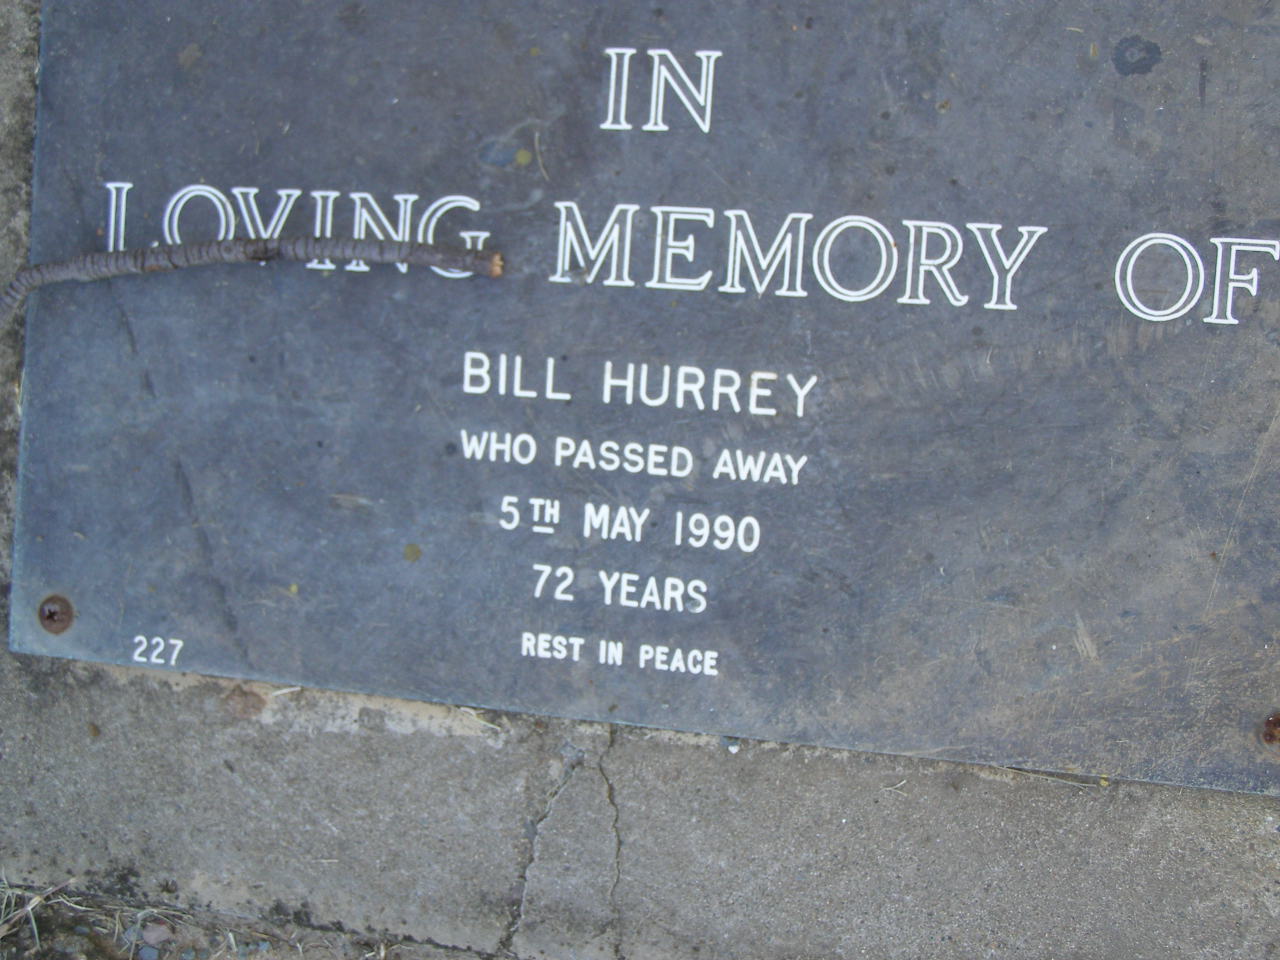 IN
LOVING MEMORY OF
BILL HURREY
WHO PASSED AWAY
5TH MAY 1990
72 YEARS
REST IN PEACE
227